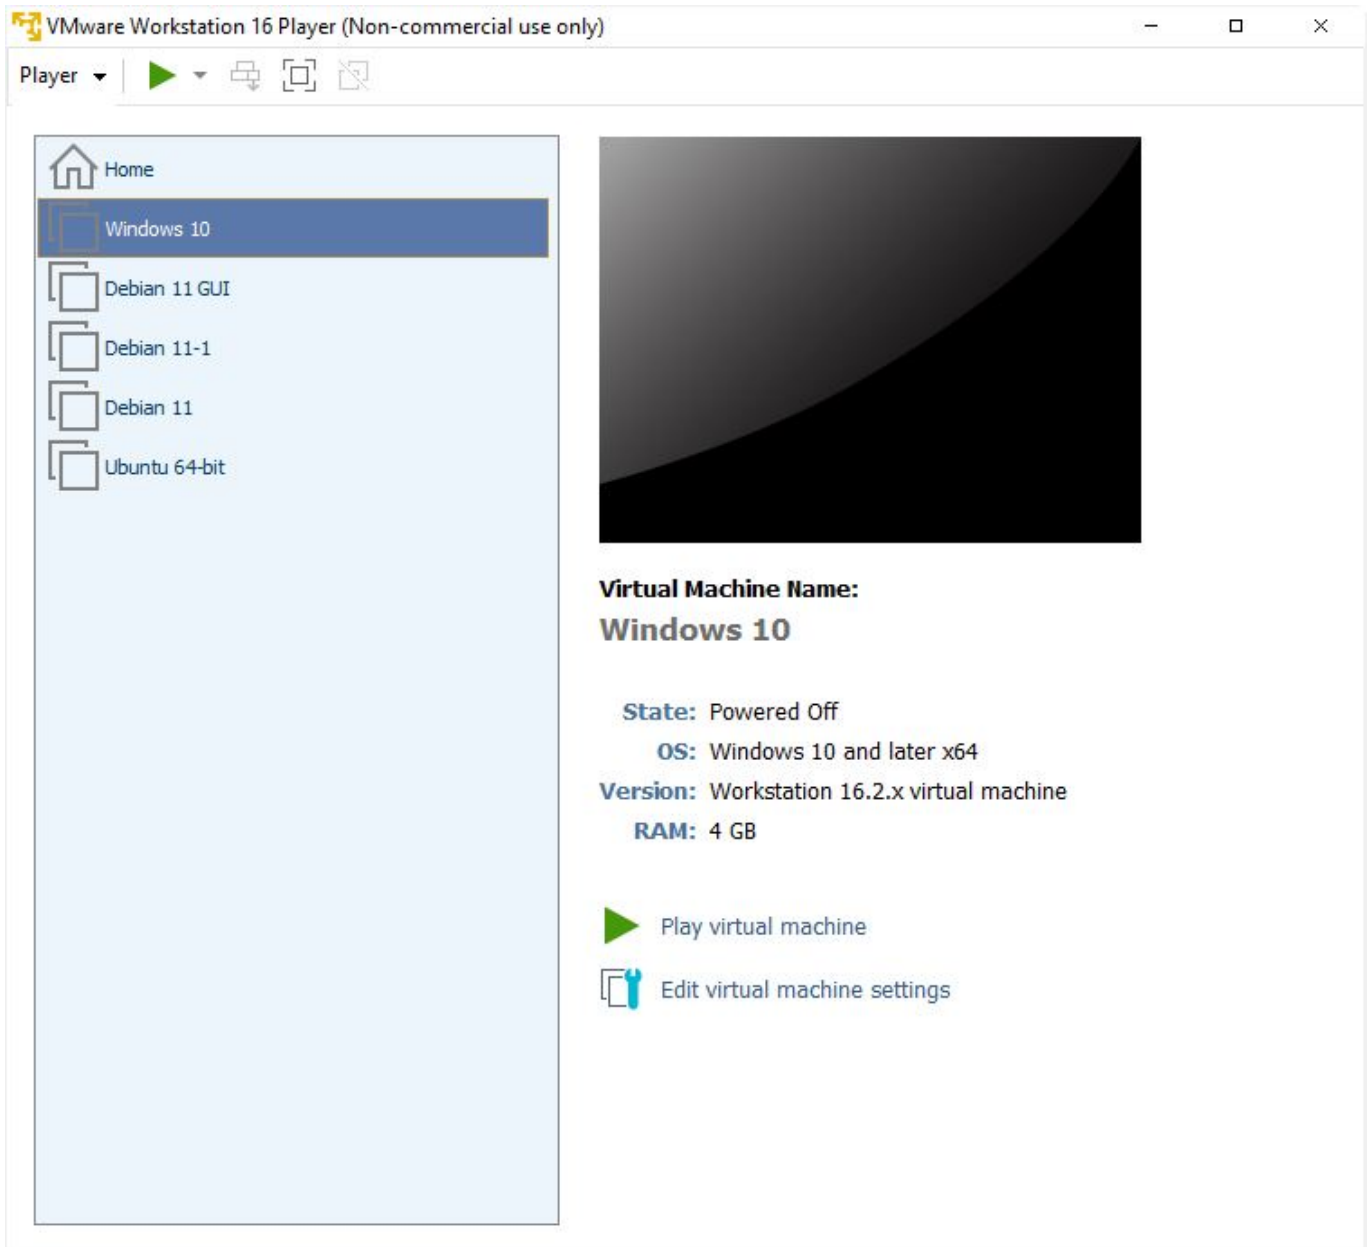 VMware Workstation 16 Player (Non-commercial use only)
Player
Home
Windows 10
Debian 11 GUI
Debian 11-1
Debian 11
Ubuntu 64-bit
Virtual Machine Name:
Windows 10
State: Powered Off
OS: Windows 10 and later x64
Version: Workstation 16.2.x virtual machine
RAM: 4 GB
Play virtual machine
Edit virtual machine settings